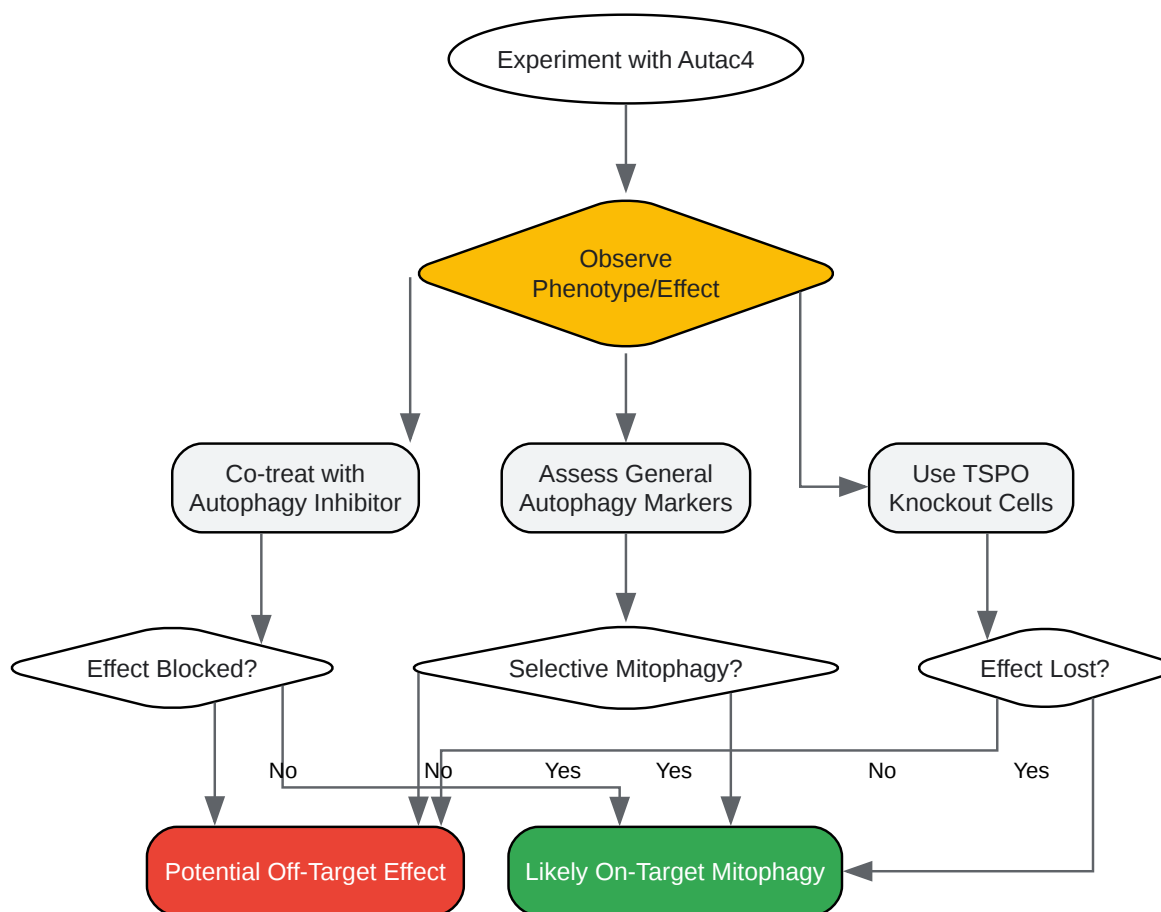 Experiment with Autac4
Observe
Phenotype/Effect
Co-treat with
Autophagy Inhibitor
Assess General
Autophagy Markers
Use TSPO
Knockout Cells
Effect Blocked?
Selective Mitophagy?
Effect Lost?
No
No
Yes
Yes
No
Yes
Potential Off-Target Effect
Likely On-Target Mitophagy